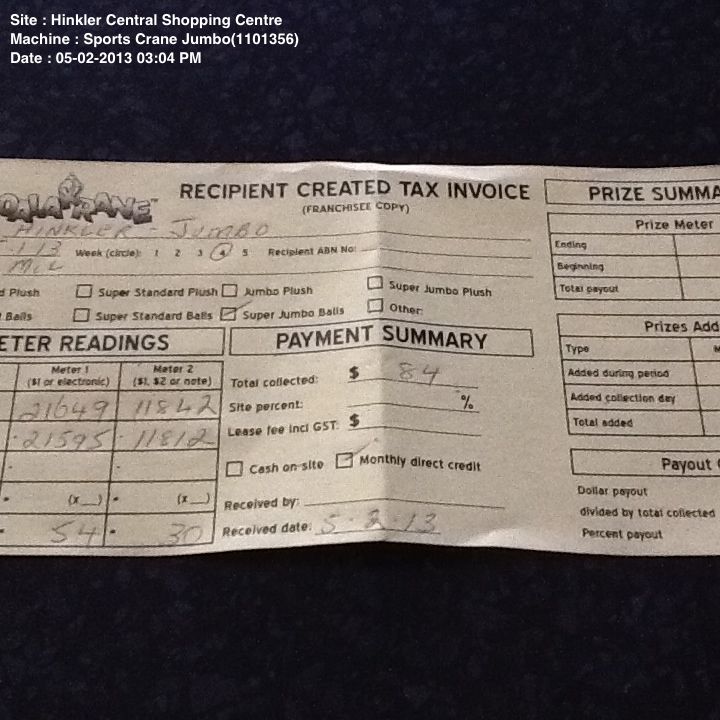 Site : Hinkler Central Shopping Centre
Machine : Sports Crane Jumbo(1101356)
Date : 05-02-2013 03:04 PM
RECIPIENT CREATED TAX INVOICE
(FRANCHISEE COPY)
HINKLER - JUMBO
Week (circle): 1 2 3 4 5 Recipient ABN No:
d Plush Super Standard Plush Jumbo Plush Super Jumbo Plush
Balls Super Standard Balls Super Jumbo Balls Other:
ETER READINGS
Meter 1 Meter 2
($1 or electronic) ($1, $2 or note)
21649 11842
21595 11812
(x__) (x__)
54 30
PAYMENT SUMMARY
Total collected: $ 84
Site percent: %
Lease fee incl GST: $
Cash on-site Monthly direct credit
Received by:
Received date: 5.2.13
PRIZE SUMMA
Prize Meter
Ending
Beginning
Total payout
Prizes Add
Type
Added during period
Added collection day
Total added
Payout
Dollar payout
divided by total collected
Percent payout